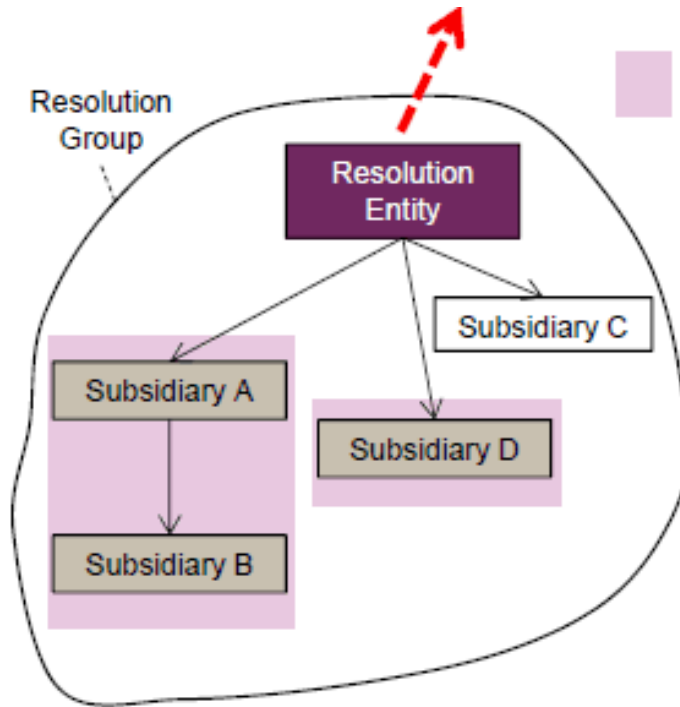 Resolution
Group
Resolution
Entity
Subsidiary C
Subsidiary A
Subsidiary D
Subsidiary B